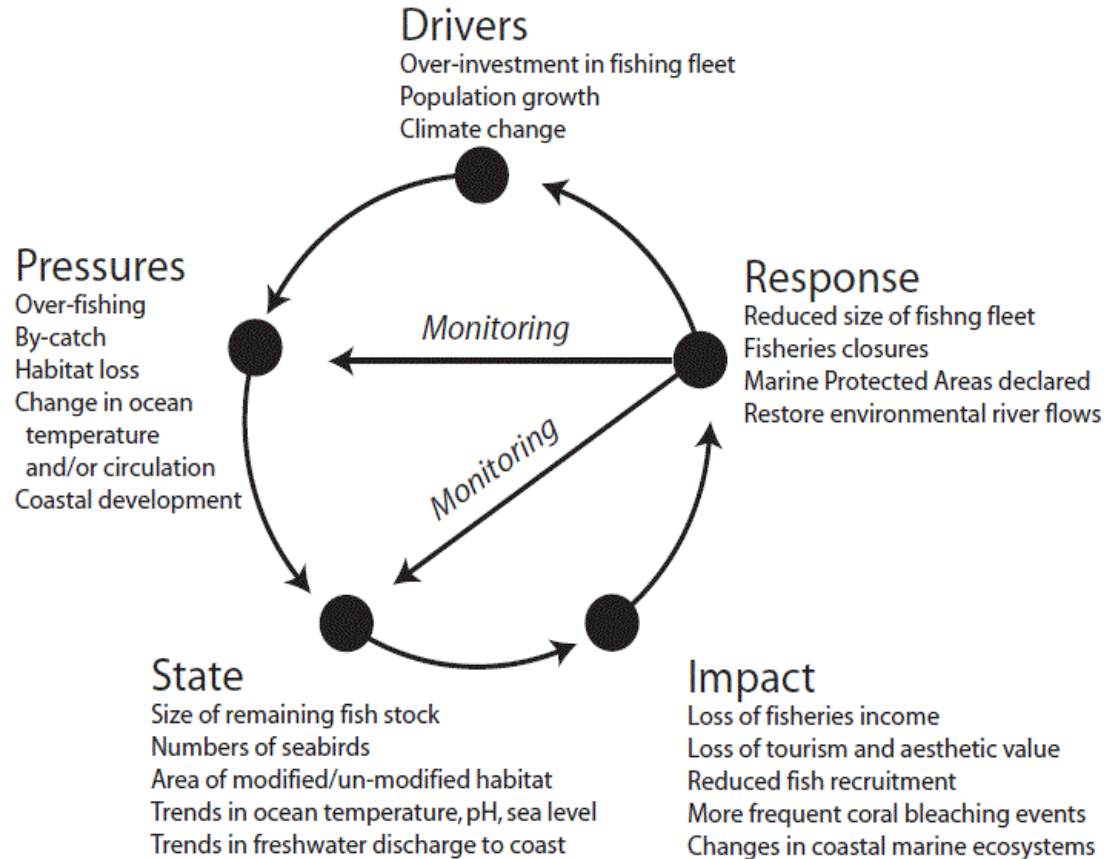 Drivers
Over-investment in fishing fleet
Population growth
Climate change
Pressures
Over-fishing
By-catch
Habitat loss
Change in ocean
temperature
and/or circulation
Coastal development
Monitoring
Monitoring
Response
Reduced size of fishng fleet
Fisheries closures
Marine Protected Areas declared
Restore environmental river flows
State
Size of remaining fish stock
Numbers of seabirds
Area of modified/un-modified habitat
Trends in ocean temperature, pH, sea level
Trends in freshwater discharge to coast
Impact
Loss of fisheries income
Loss of tourism and aesthetic value
Reduced fish recruitment
More frequent coral bleaching events
Changes in coastal marine ecosystems